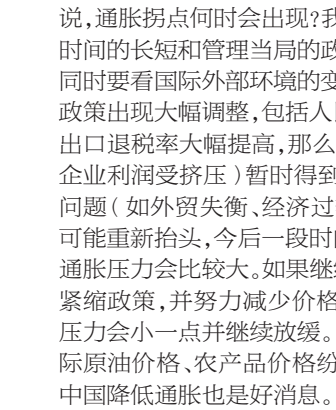 说,通胀拐点何时会出现?我
时间的长短和管理当局的政
同时要看国际外部环境的变
政策出现大幅调整,包括人民
出口退税率大幅提高,那么
企业利润受挤压)暂时得到
问题(如外贸失衡、经济过
可能重新抬头,今后一段时间
通胀压力会比较大。如果继续
紧缩政策,并努力减少价格
压力会小一点并继续放缓。
际原油价格、农产品价格纷
中国降低通胀也是好消息。